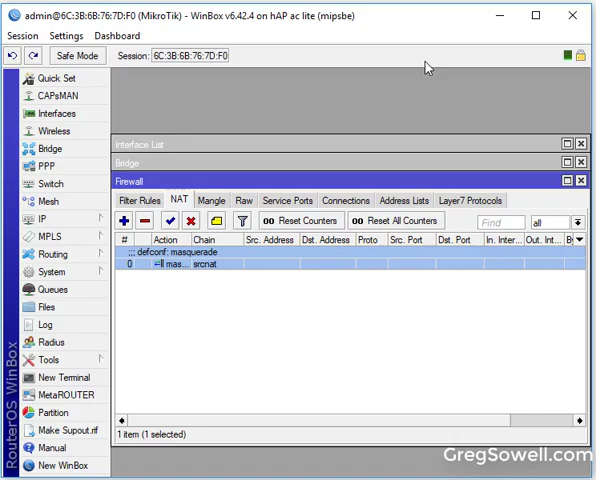 admin@6C:3B:6B:76:7D:F0 (MikroTik) - WinBox v6.42.4 on hAP ac lite (mipsbe)
Session Settings Dashboard
Safe Mode Session: 6C:3B:6B:76:7D:F0
Quick Set
CAPsMAN
Interfaces
Wireless
Bridge
PPP
Switch
Mesh
IP
MPLS
Routing
System
Queues
Files
Log
Radius
Tools
New Terminal
MetaROUTER
Partition
Make Supout.rif
Manual
New WinBox
RouterOS WinBox
Interface List
Bridge
Firewall
Filter Rules NAT Mangle Raw Service Ports Connections Address Lists Layer7 Protocols
00 Reset Counters 00 Reset All Counters Find all
# Action Chain Src. Address Dst. Address Proto Src. Port Dst. Port In. Inter... Out. Int... By
;;; defconf: masquerade
0 mas... srcnat
1 item (1 selected)
GregSowell.com